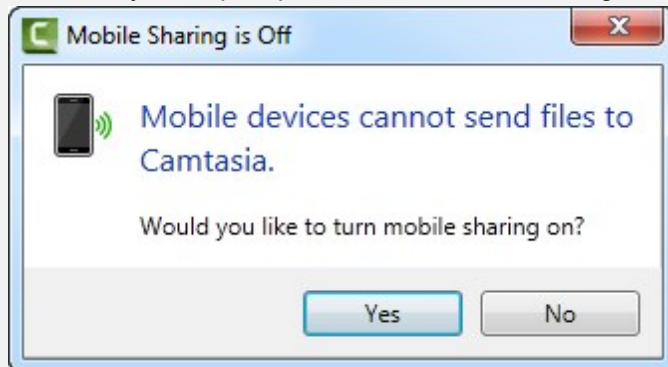 Mobile Sharing is Off
Mobile devices cannot send files to
Camtasia.
Would you like to turn mobile sharing on?
Yes No